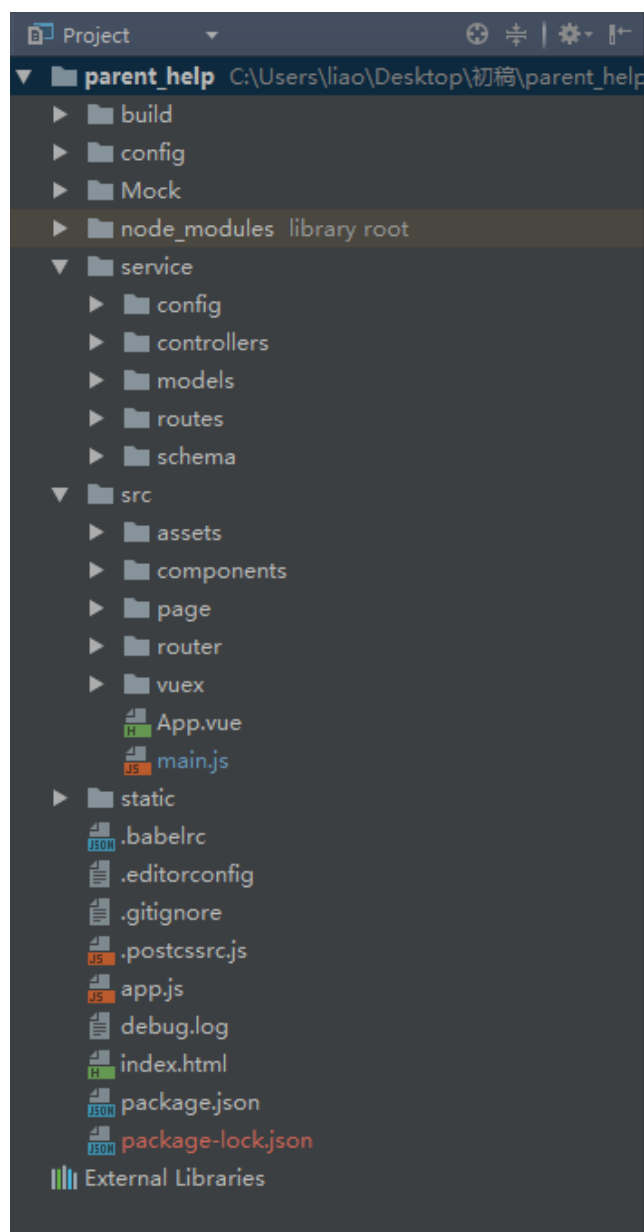 Project
parent_help C:\Users\liao\Desktop\初稿\parent_help
build
config
Mock
node_modules library root
service
config
controllers
models
routes
schema
src
assets
components
page
router
vuex
App.vue
main.js
static
.babelrc
.editorconfig
.gitignore
.postcssrc.js
app.js
debug.log
index.html
package.json
package-lock.json
External Libraries